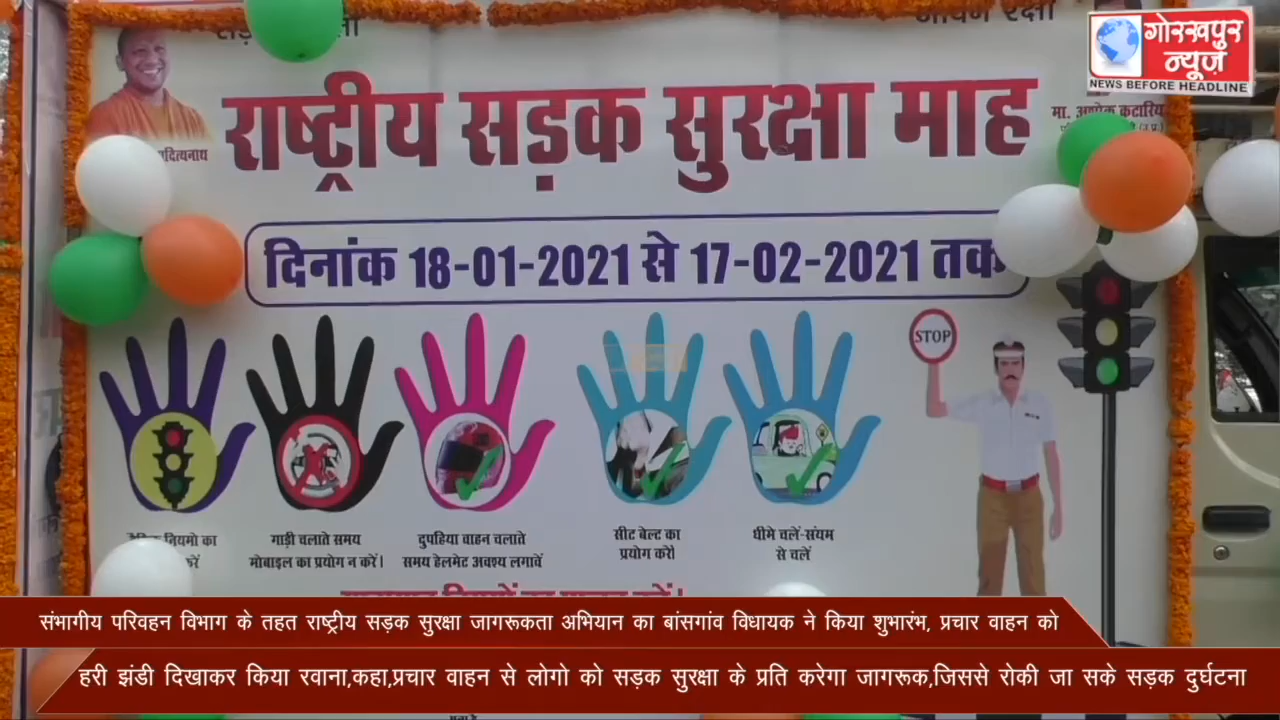 गोरखपुर
न्यूज़
NEWS BEFORE HEADLINE
राष्ट्रीय सड़क सुरक्षा माह
मा.
दिनांक 18-01-2021 से 17-02-2021 तक
STOP
नियमो का
गाड़ी चलाते समय
मोबाइल का प्रयोग न करें।
दुपहिया वाहन चलाते
समय हेलमेट अवश्य लगावें
सीट बेल्ट का
प्रयोग करें।
धीमे चलें-संयम
से चलें
संभागीय परिवहन विभाग के तहत राष्ट्रीय सड़क सुरक्षा जागरूकता अभियान का बांसगांव विधायक ने किया शुभारंभ, प्रचार वाहन को
हरी झंडी दिखाकर किया रवाना,कहा,प्रचार वाहन से लोगो को सड़क सुरक्षा के प्रति करेगा जागरूक,जिससे रोकी जा सके सड़क दुर्घटना